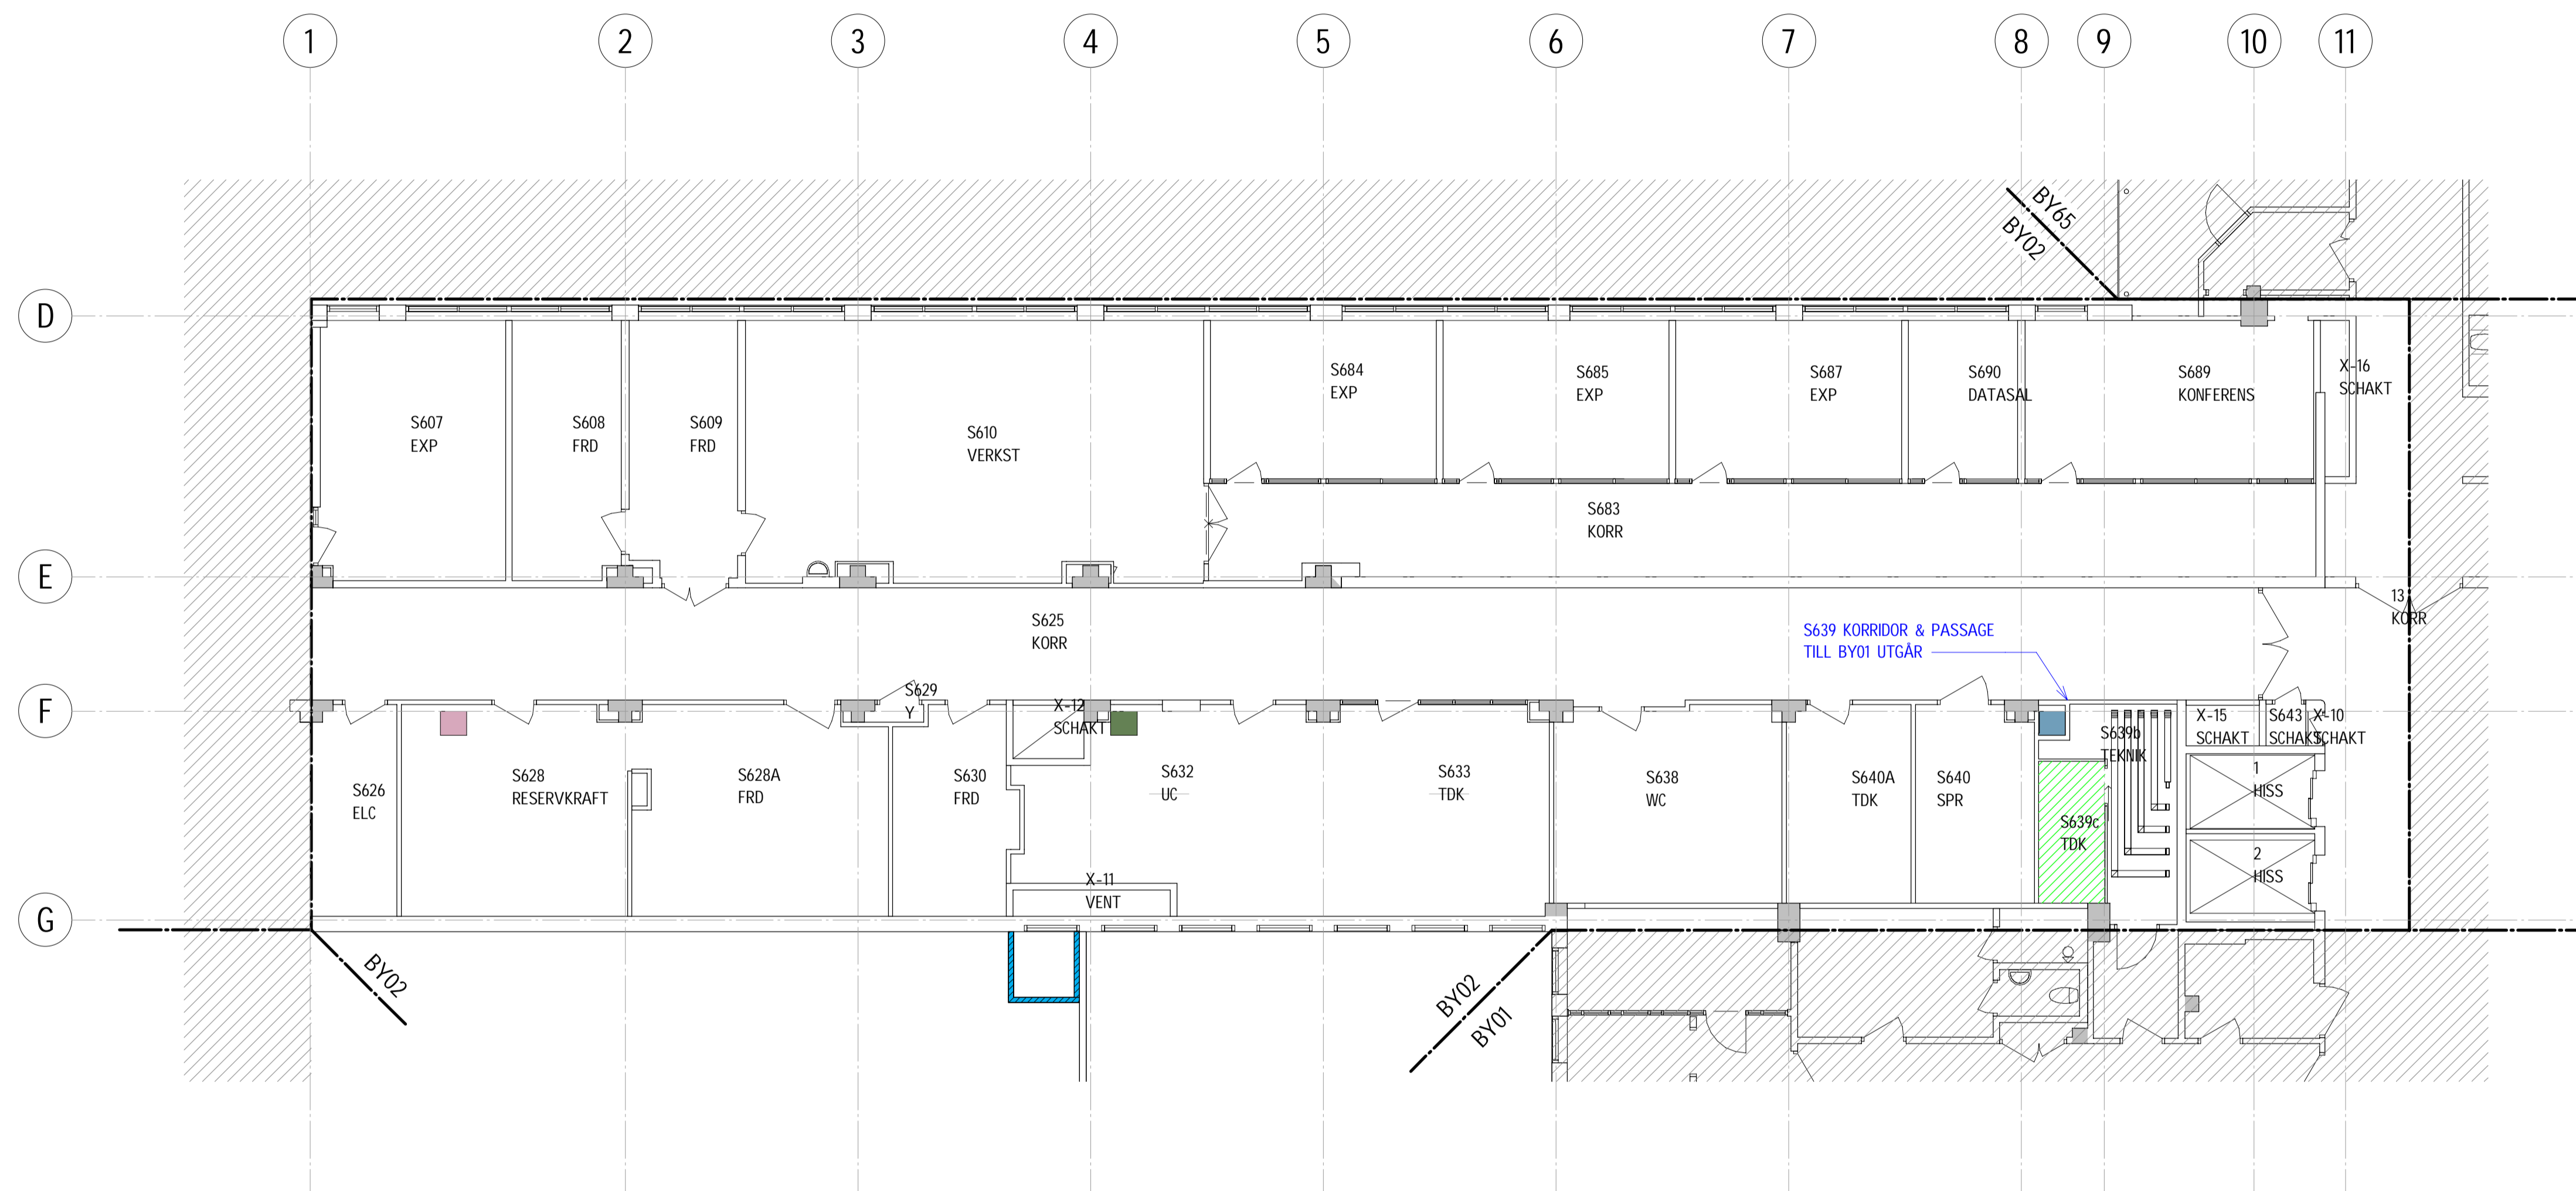 1
2
3
4
5
6
7
8
9
10
11
BY65
BY02
D
S607
EXP
S608
FRD
S609
FRD
S610
VERKST
S684
EXP
S685
EXP
S687
EXP
S690
DATASAL
S689
KONFERENS
X-16
SCHAKT
S683
KORR
E
S625
KORR
S639 KORRIDOR & PASSAGE
TILL BY01 UTGÅR
13
KORR
F
S626
ELC
S628
RESERVKRAFT
S628A
FRD
S629
Y
S630
FRD
X-12
SCHAKT
S632
UC
X-11
VENT
S633
TDK
S638
WC
S640A
TDK
S640
SPR
S639b
TEKNIK
S639c
TDK
X-15
SCHAKT
S643
SCHAKT
X-10
SCHAKT
1
HISS
2
HISS
G
BY02
BY02
BY01